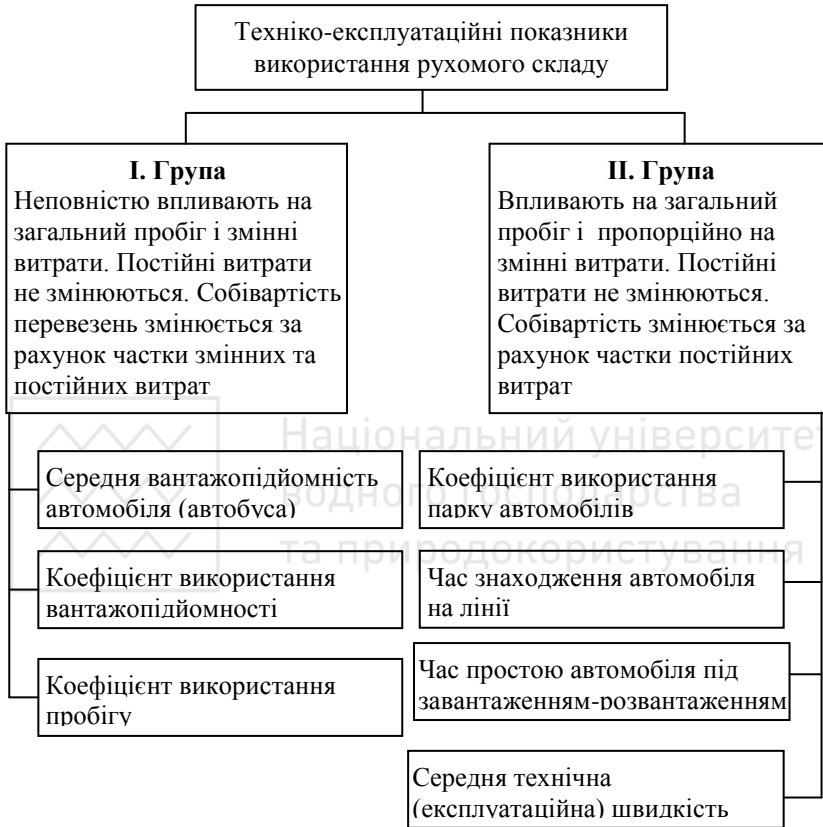 Техніко-експлуатаційні показники
використання рухомого складу
І. Група
Неповністю впливають на
загальний пробіг і змінні
витрати. Постійні витрати
не змінюються. Собівартість
перевезень змінюється за
рахунок частки змінних та
постійних витрат
ІІ. Група
Впливають на загальний
пробіг і пропорційно на
змінні витрати. Постійні
витрати не змінюються.
Собівартість змінюється за
рахунок частки постійних
витрат
Національний університет
водного господарства
та природокористування
Середня вантажопідйомність
автомобіля (автобуса)
Коефіцієнт використання
вантажопідйомності
Коефіцієнт використання
пробігу
Коефіцієнт використання
парку автомобілів
Час знаходження автомобіля
на лінії
Час простою автомобіля під
завантаженням-розвантаженням
Середня технічна
(експлуатаційна) швидкість